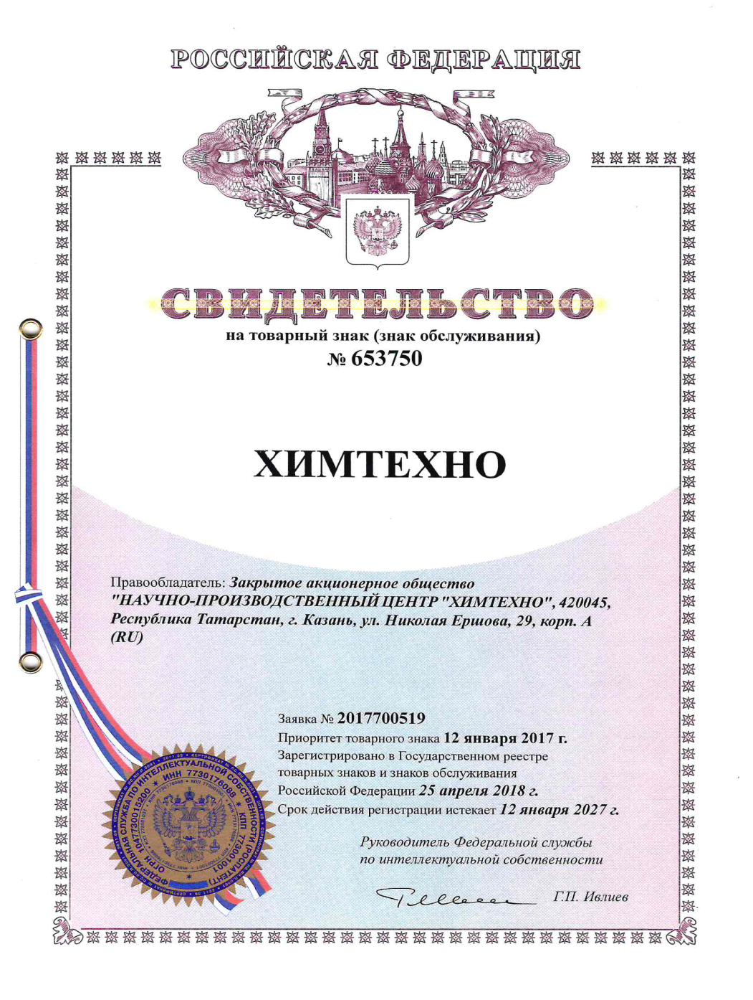 РОССИЙСКАЯ ФЕДЕРАЦИЯ
СВИДЕТЕЛЬСТВО
на товарный знак (знак обслуживания)
№ 653750
ХИМТЕХНО
Правообладатель: Закрытое акционерное общество
"НАУЧНО-ПРОИЗВОДСТВЕННЫЙ ЦЕНТР "ХИМТЕХНО", 420045,
Республика Татарстан, г. Казань, ул. Николая Ершова, 29, корп. А
(RU)
Заявка № 2017700519
Приоритет товарного знака 12 января 2017 г.
Зарегистрировано в Государственном реестре
товарных знаков и знаков обслуживания
Российской Федерации 25 апреля 2018 г.
Срок действия регистрации истекает 12 января 2027 г.
Руководитель Федеральной службы
по интеллектуальной собственности
Г.П. Ивлиев
ФЕДЕРАЛЬНАЯ СЛУЖБА ПО ИНТЕЛЛЕКТУАЛЬНОЙ СОБСТВЕННОСТИ (РОСПАТЕНТ)
ОГРН 1047730015200 * ИНН 7730176088 * КПП 773001001 *